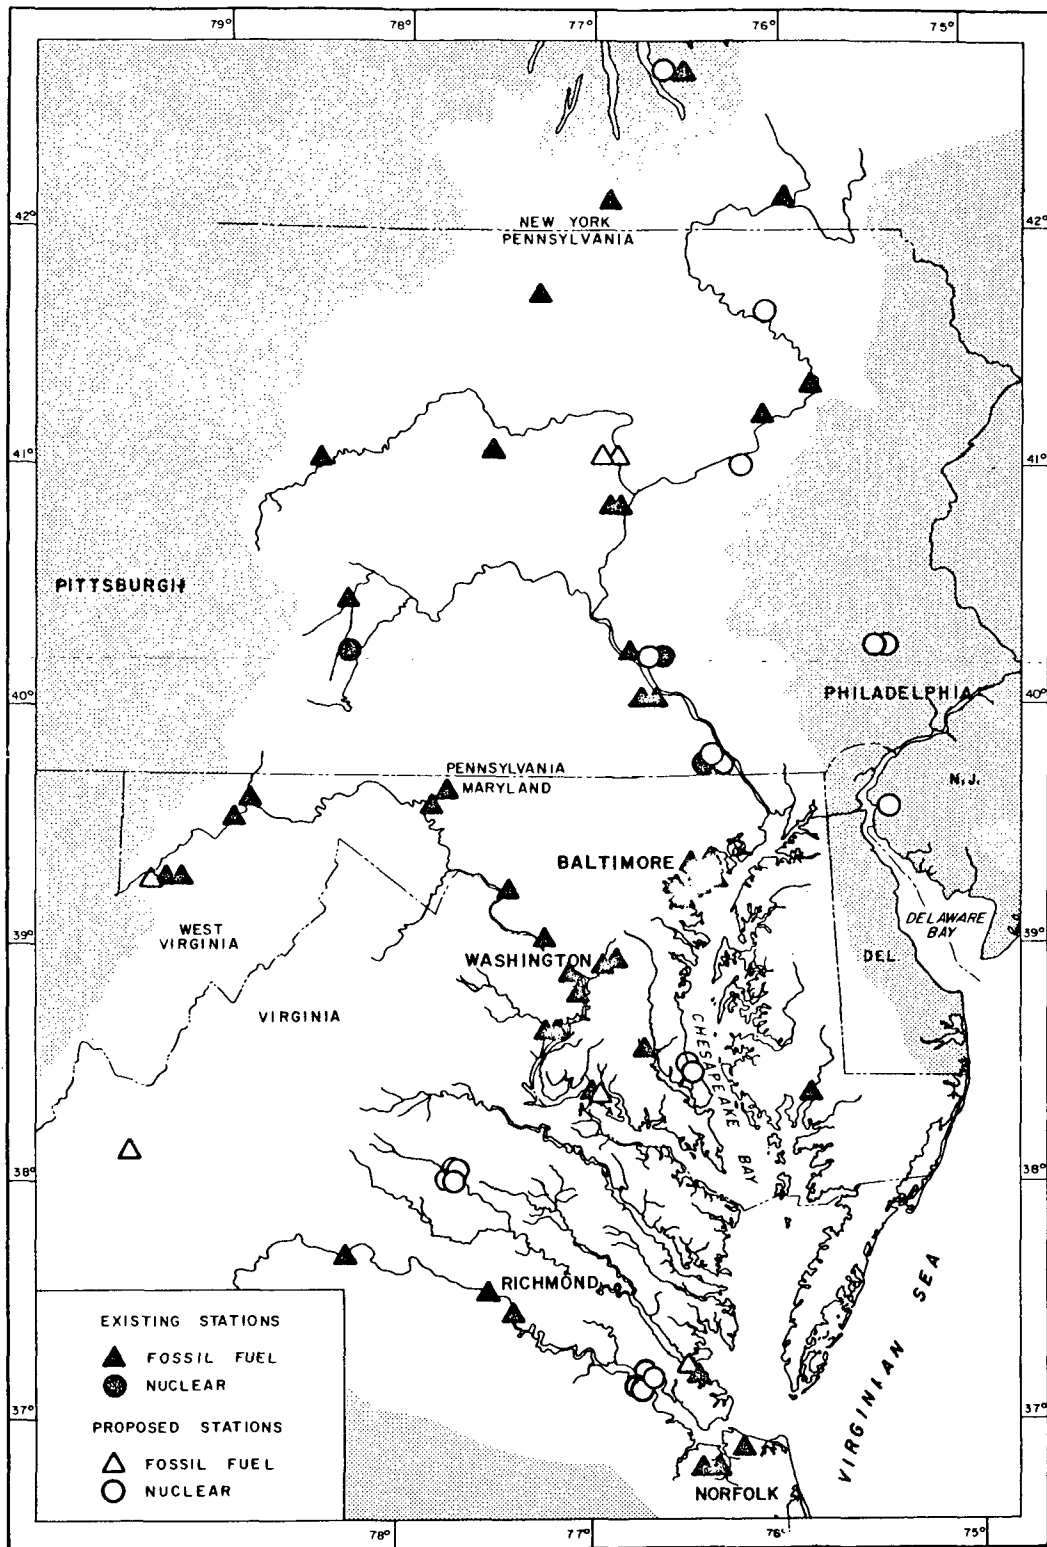 79°
78°
77°
76°
75°
42°
NEW YORK
PENNSYLVANIA
42°
41°
41°
PITTSBURGH
40°
PHILADELPHIA
40°
PENNSYLVANIA
MARYLAND
N.J.
BALTIMORE
WEST
VIRGINIA
DELAWARE
BAY
39°
WASHINGTON
DEL.
39°
VIRGINIA
CHESAPEAKE
BAY
38°
38°
RICHMOND
VIRGINIAN SEA
EXISTING STATIONS
FOSSIL FUEL
NUCLEAR
PROPOSED STATIONS
FOSSIL FUEL
NUCLEAR
37°
37°
NORFOLK
78°
77°
76°
75°